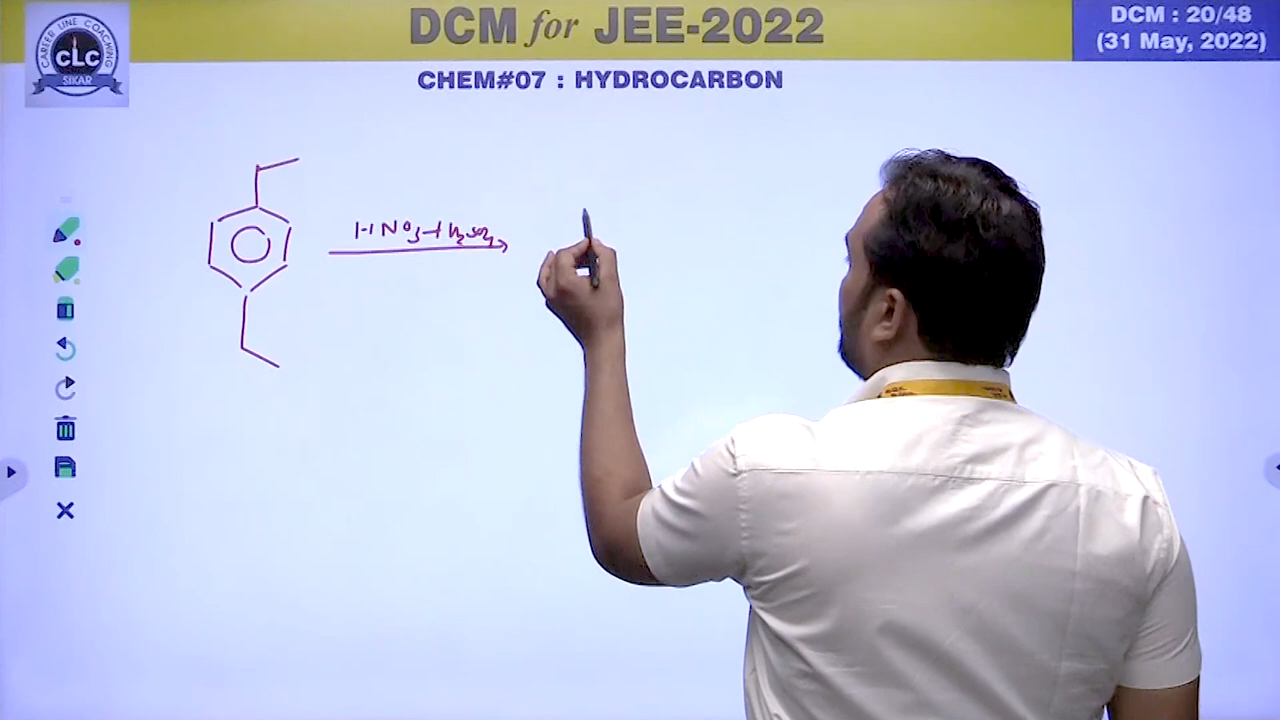 DCM for JEE-2022
DCM : 20/48
(31 May, 2022)
CAREER LINE COACHING
CLC
SIKAR
CHEM#07 : HYDROCARBON
HNO₃+H₂SO₄